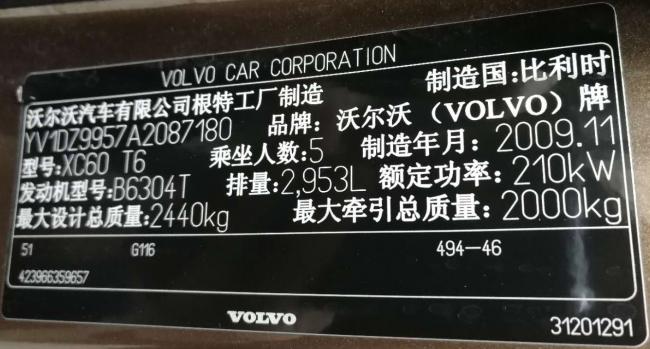 VOLVO CAR CORPORATION
沃尔沃汽车有限公司根特工厂制造 制造国:比利时
YV1DZ9957A2087180 品牌: 沃尔沃 (VOLVO) 牌
型号:XC60 T6 乘坐人数:5 制造年月: 2009.11
发动机型号:B6304T 排量:2,953L 额定功率:210kW
最大设计总质量:2440kg 最大牵引总质量:2000kg
51 G116 494-46
423966359657
VOLVO
31201291